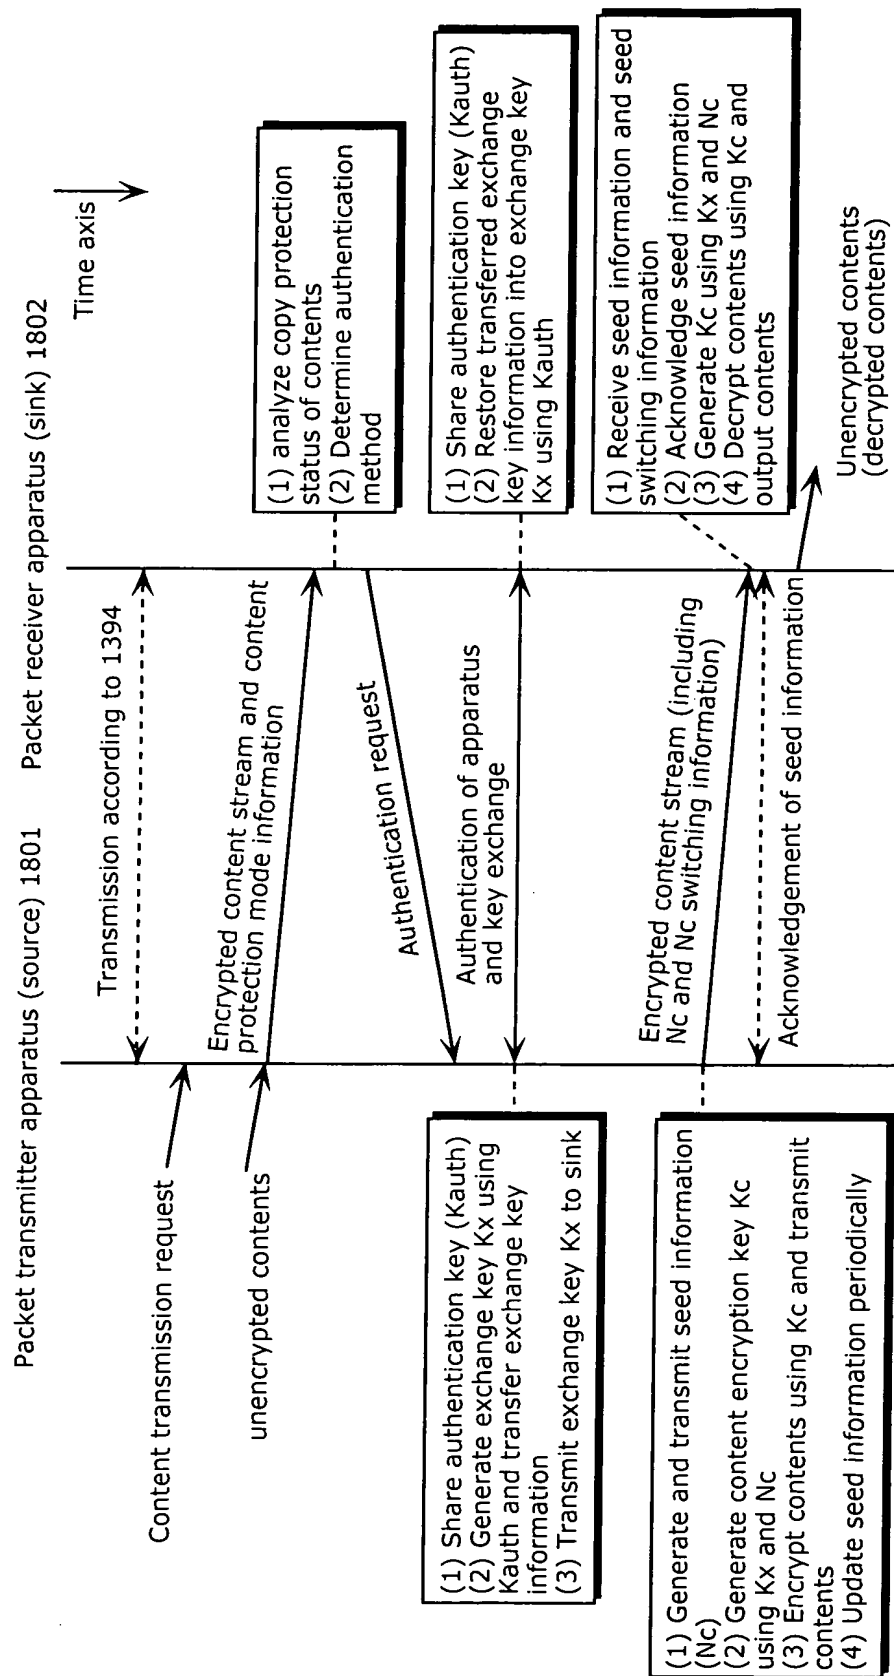 Packet transmitter apparatus (source) 1801
Packet receiver apparatus (sink) 1802
Time axis
Transmission according to 1394
Content transmission request
unencrypted contents
Encrypted content stream and content
protection mode information
(1) analyze copy protection
status of contents
(2) Determine authentication
method
Authentication request
Authentication of apparatus
and key exchange
(1) Share authentication key (Kauth)
(2) Generate exchange key Kx using
Kauth and transfer exchange key
information
(3) Transmit exchange key Kx to sink
(1) Share authentication key (Kauth)
(2) Restore transferred exchange
key information into exchange key
Kx using Kauth
(1) Generate and transmit seed information
(Nc)
(2) Generate content encryption key Kc
using Kx and Nc
(3) Encrypt contents using Kc and transmit
contents
(4) Update seed information periodically
Encrypted content stream (including
Nc and Nc switching information)
Acknowledgement of seed information
(1) Receive seed information and seed
switching information
(2) Acknowledge seed information
(3) Generate Kc using Kx and Nc
(4) Decrypt contents using Kc and
output contents
Unencrypted contents
(decrypted contents)